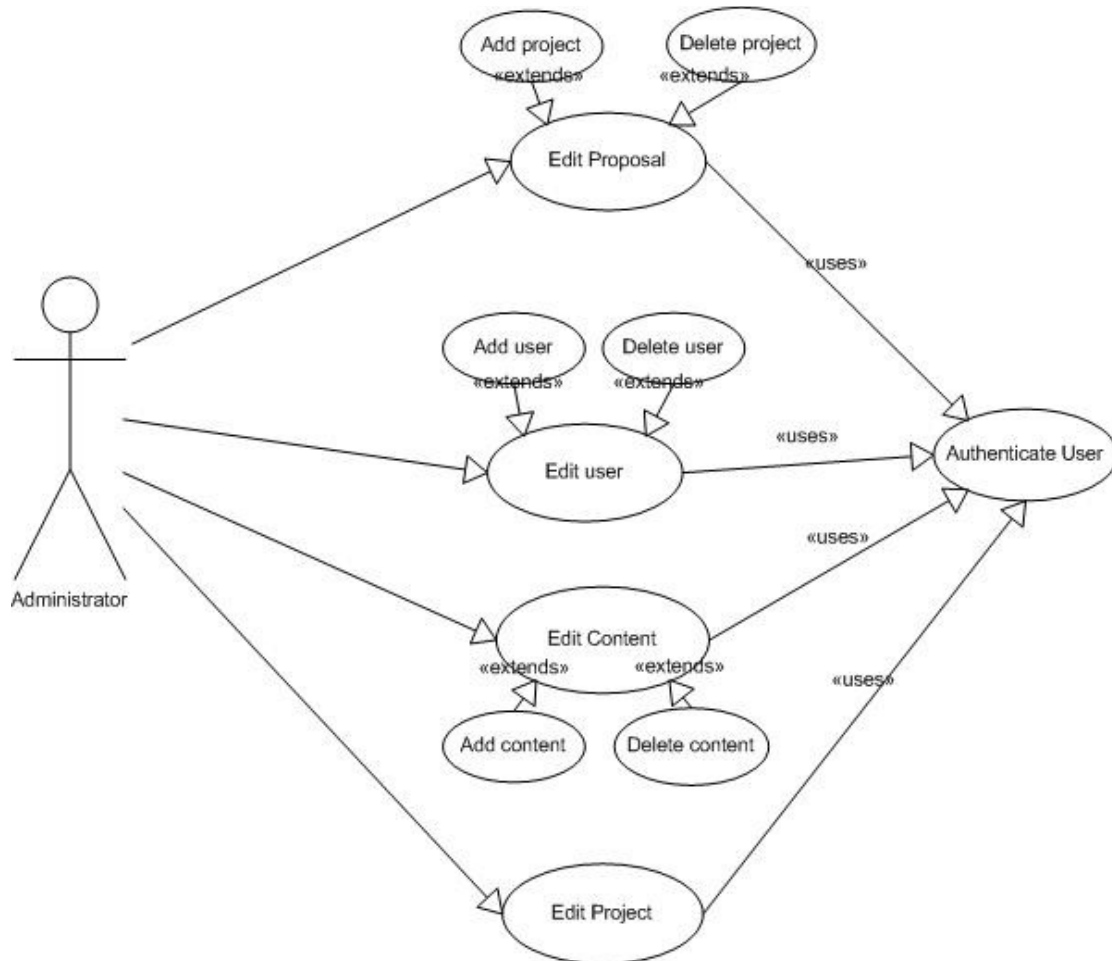 Add project
Delete project
«extends»
«extends»
Edit Proposal
«uses»
Add user
Delete user
«extends»
«extends»
«uses»
Edit user
Authenticate User
«uses»
Administrator
Edit Content
«extends»
«extends»
«uses»
Add content
Delete content
Edit Project